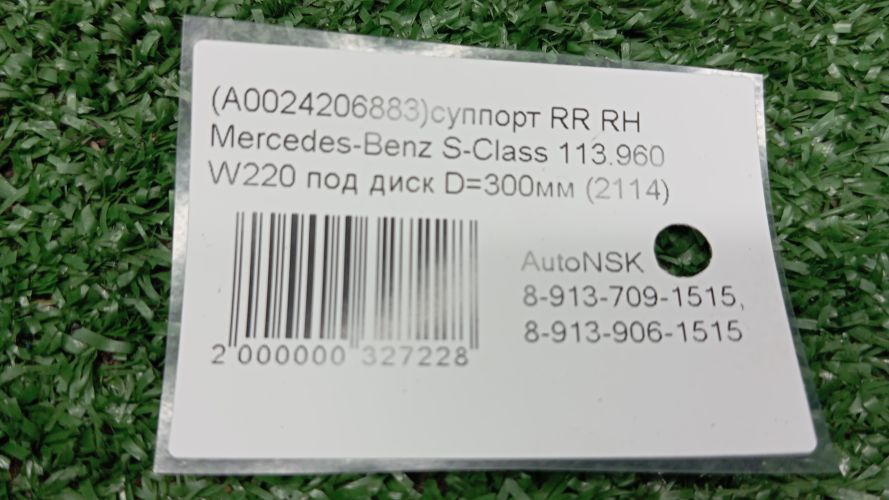 (A0024206883)суппорт RR RH
Mercedes-Benz S-Class 113.960
W220 под диск D=300мм (2114)
AutoNSK
8-913-709-1515,
8-913-906-1515
2 000000 327228